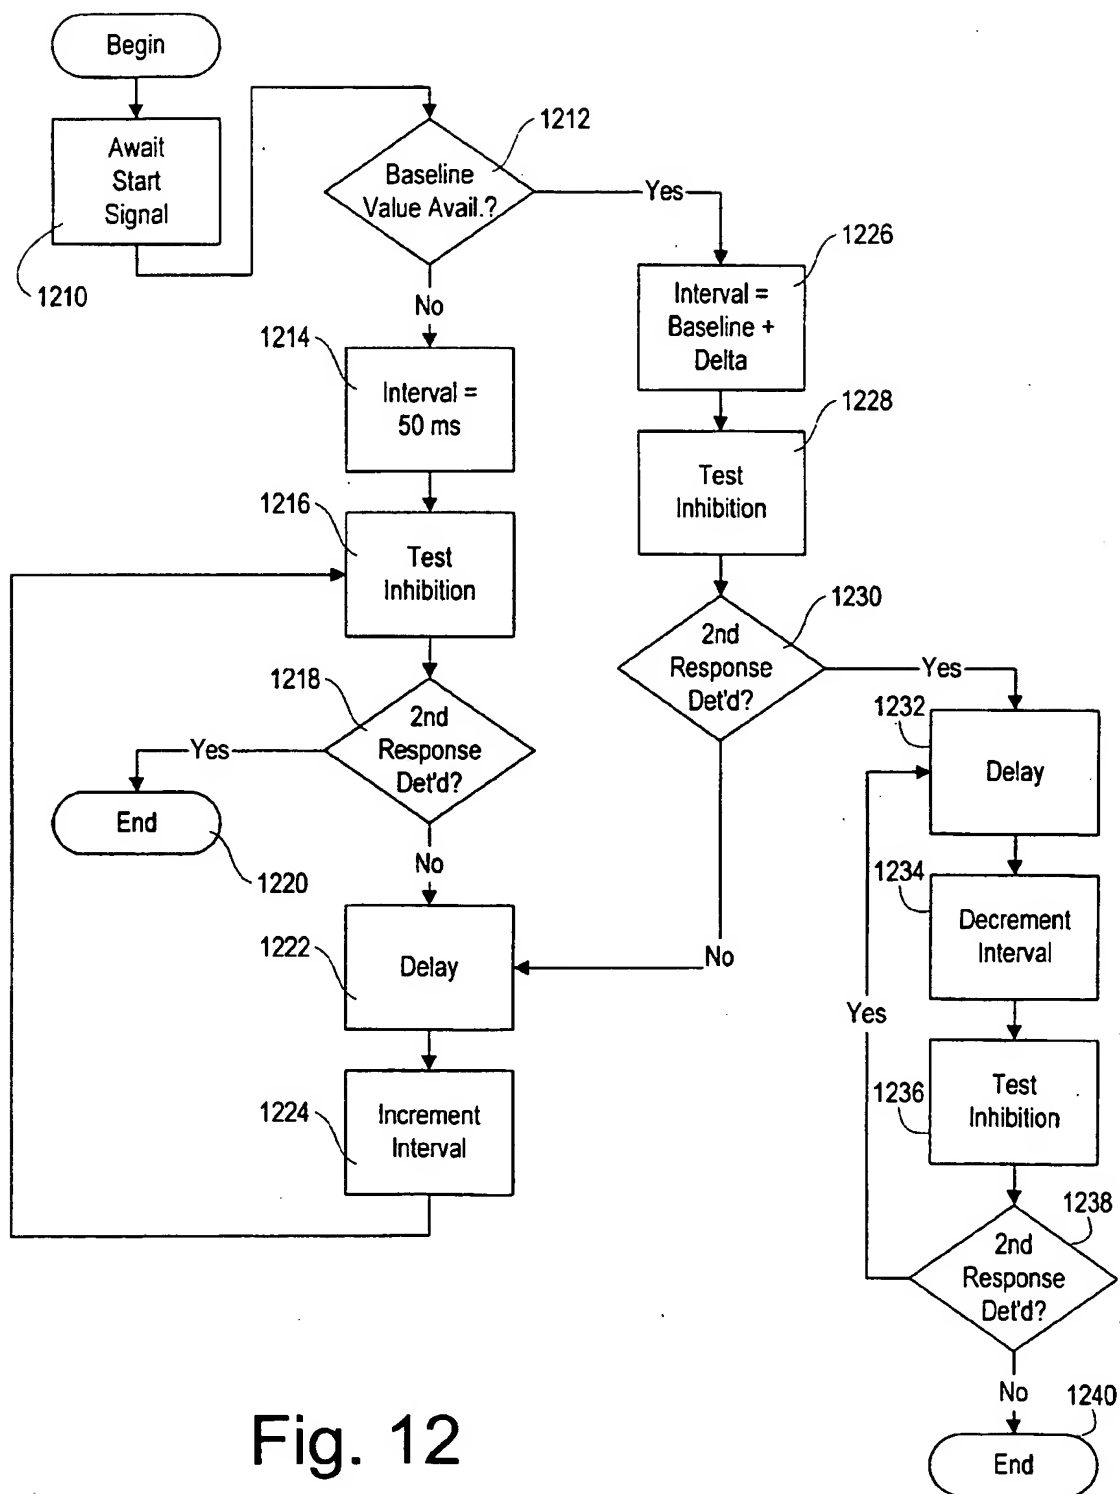 Begin
Await
Start
Signal
1210
Baseline
Value Avail.?
1212
Yes
No
1214
Interval =
50 ms
1216
Test
Inhibition
1218
2nd
Response
Det'd?
Yes
End
1220
No
1222
Delay
1224
Increment
Interval
1226
Interval =
Baseline +
Delta
1228
Test
Inhibition
1230
2nd
Response
Det'd?
Yes
No
1232
Delay
1234
Decrement
Interval
Yes
1236
Test
Inhibition
1238
2nd
Response
Det'd?
No
1240
End
Fig. 12